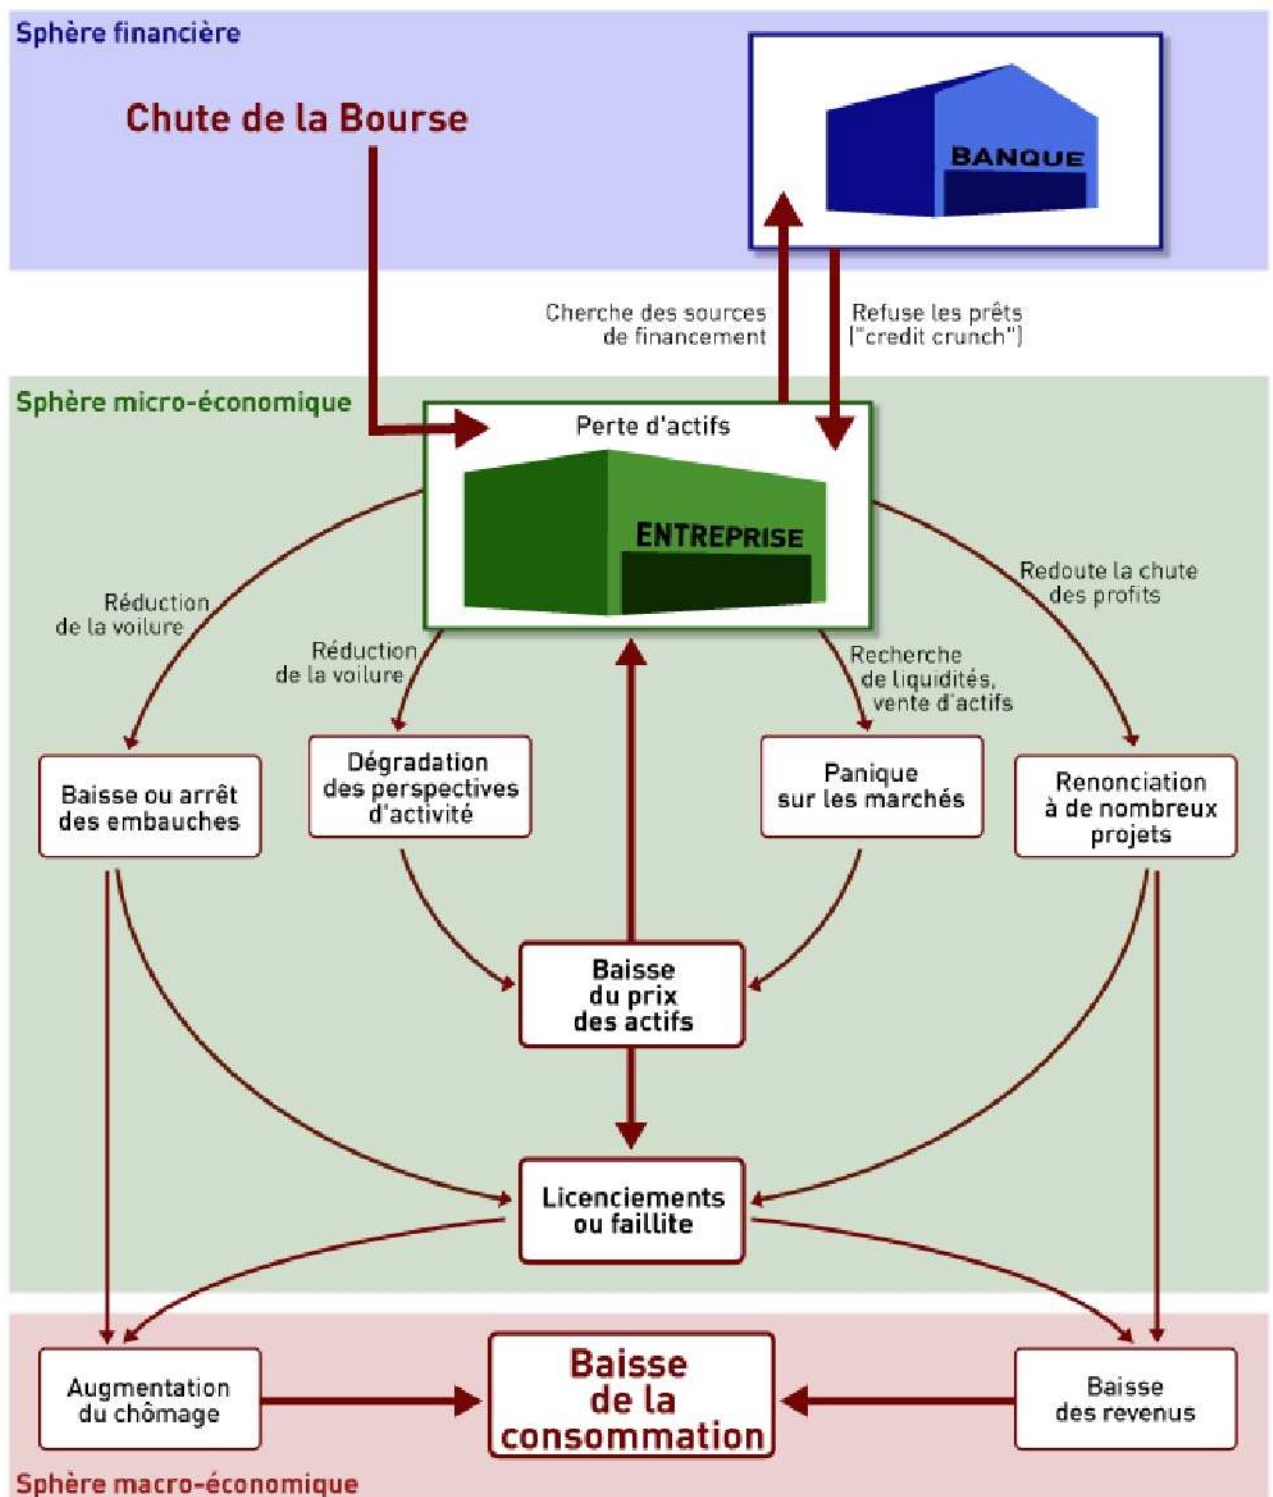 Sphère financière
Chute de la Bourse
BANQUE
Cherche des sources
de financement
Refuse les prêts
("credit crunch")
Sphère micro-économique
Perte d'actifs
ENTREPRISE
Réduction
de la voilure
Réduction
de la voilure
Recherche
de liquidités,
vente d'actifs
Redoute la chute
des profits
Baisse ou arrêt
des embauches
Dégradation
des perspectives
d'activité
Panique
sur les marchés
Renonciation
à de nombreux
projets
Baisse
du prix
des actifs
Licenciements
ou faillite
Augmentation
du chômage
Baisse
de la
consommation
Baisse
des revenus
Sphère macro-économique